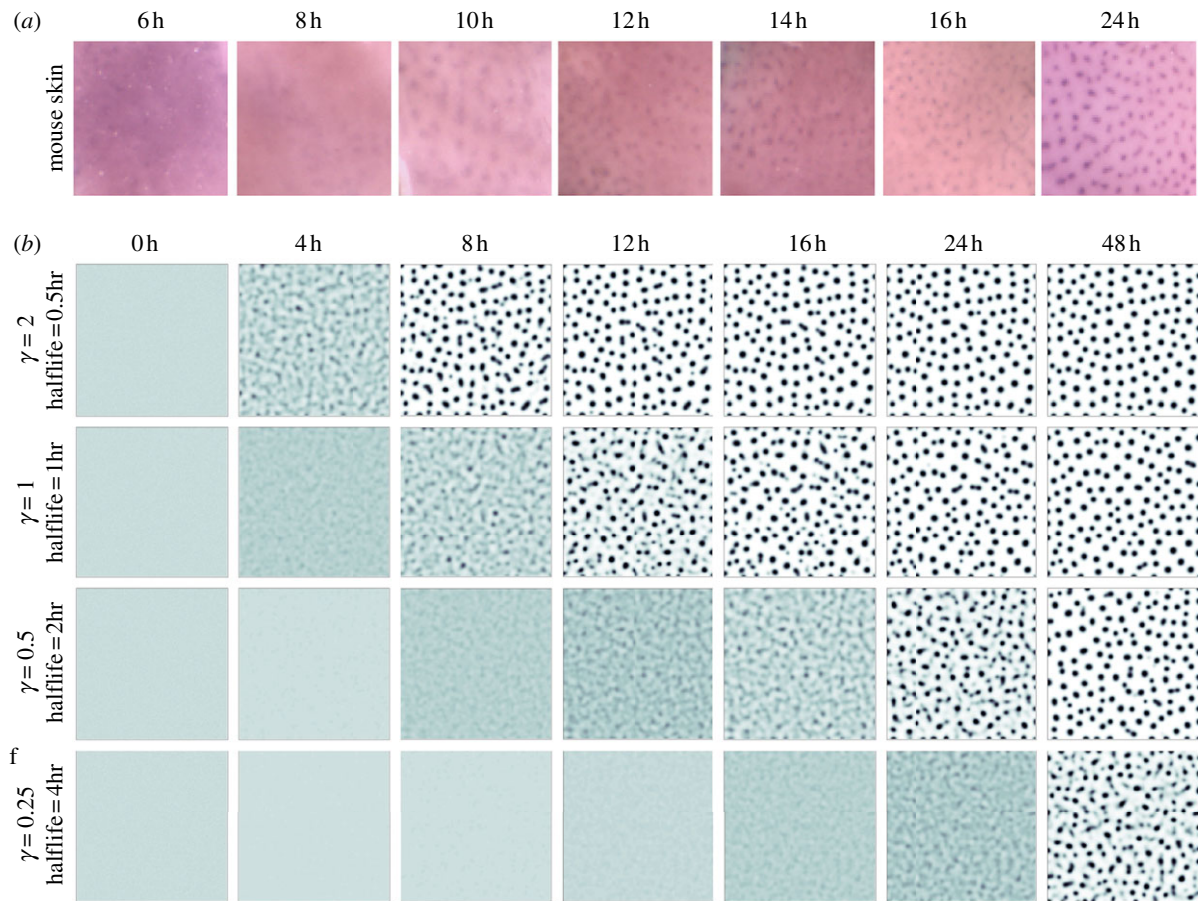 (a) 6 h 8 h 10 h 12 h 14 h 16 h 24 h
mouse skin
(b) 0 h 4 h 8 h 12 h 16 h 24 h 48 h
γ = 2
halflife = 0.5hr
γ = 1
halflife = 1hr
γ = 0.5
halflife = 2hr
f
γ = 0.25
halflife = 4hr